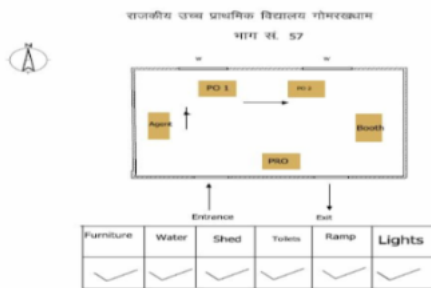 राजकीय उच्च प्राथमिक विद्यालय गोमरखधाम
भाग सं. 57
N
W W
PO 1 PO 2
Agent Booth
PRO
Entrance Exit
Furniture Water Shed Toilets Ramp Lights